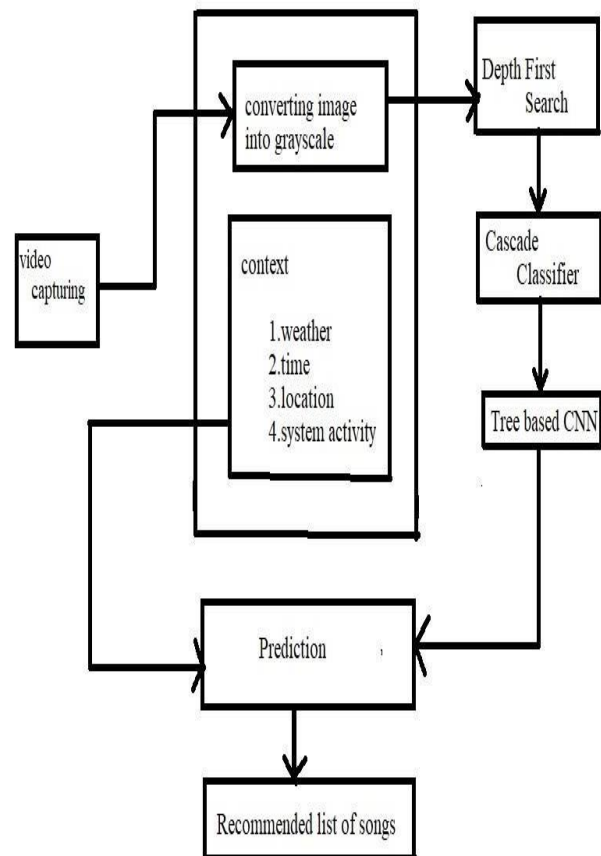 video
capturing
converting image
into grayscale
context
1.weather
2.time
3.location
4.system activity
Depth First
Search
Cascade
Classifier
Tree based CNN
Prediction
Recommended list of songs